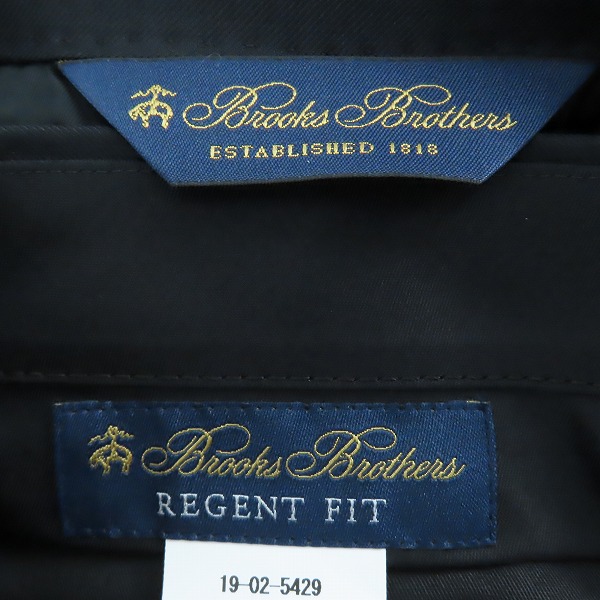 Brooks Brothers
ESTABLISHED 1818
Brooks Brothers
REGENT FIT
19-02-5429